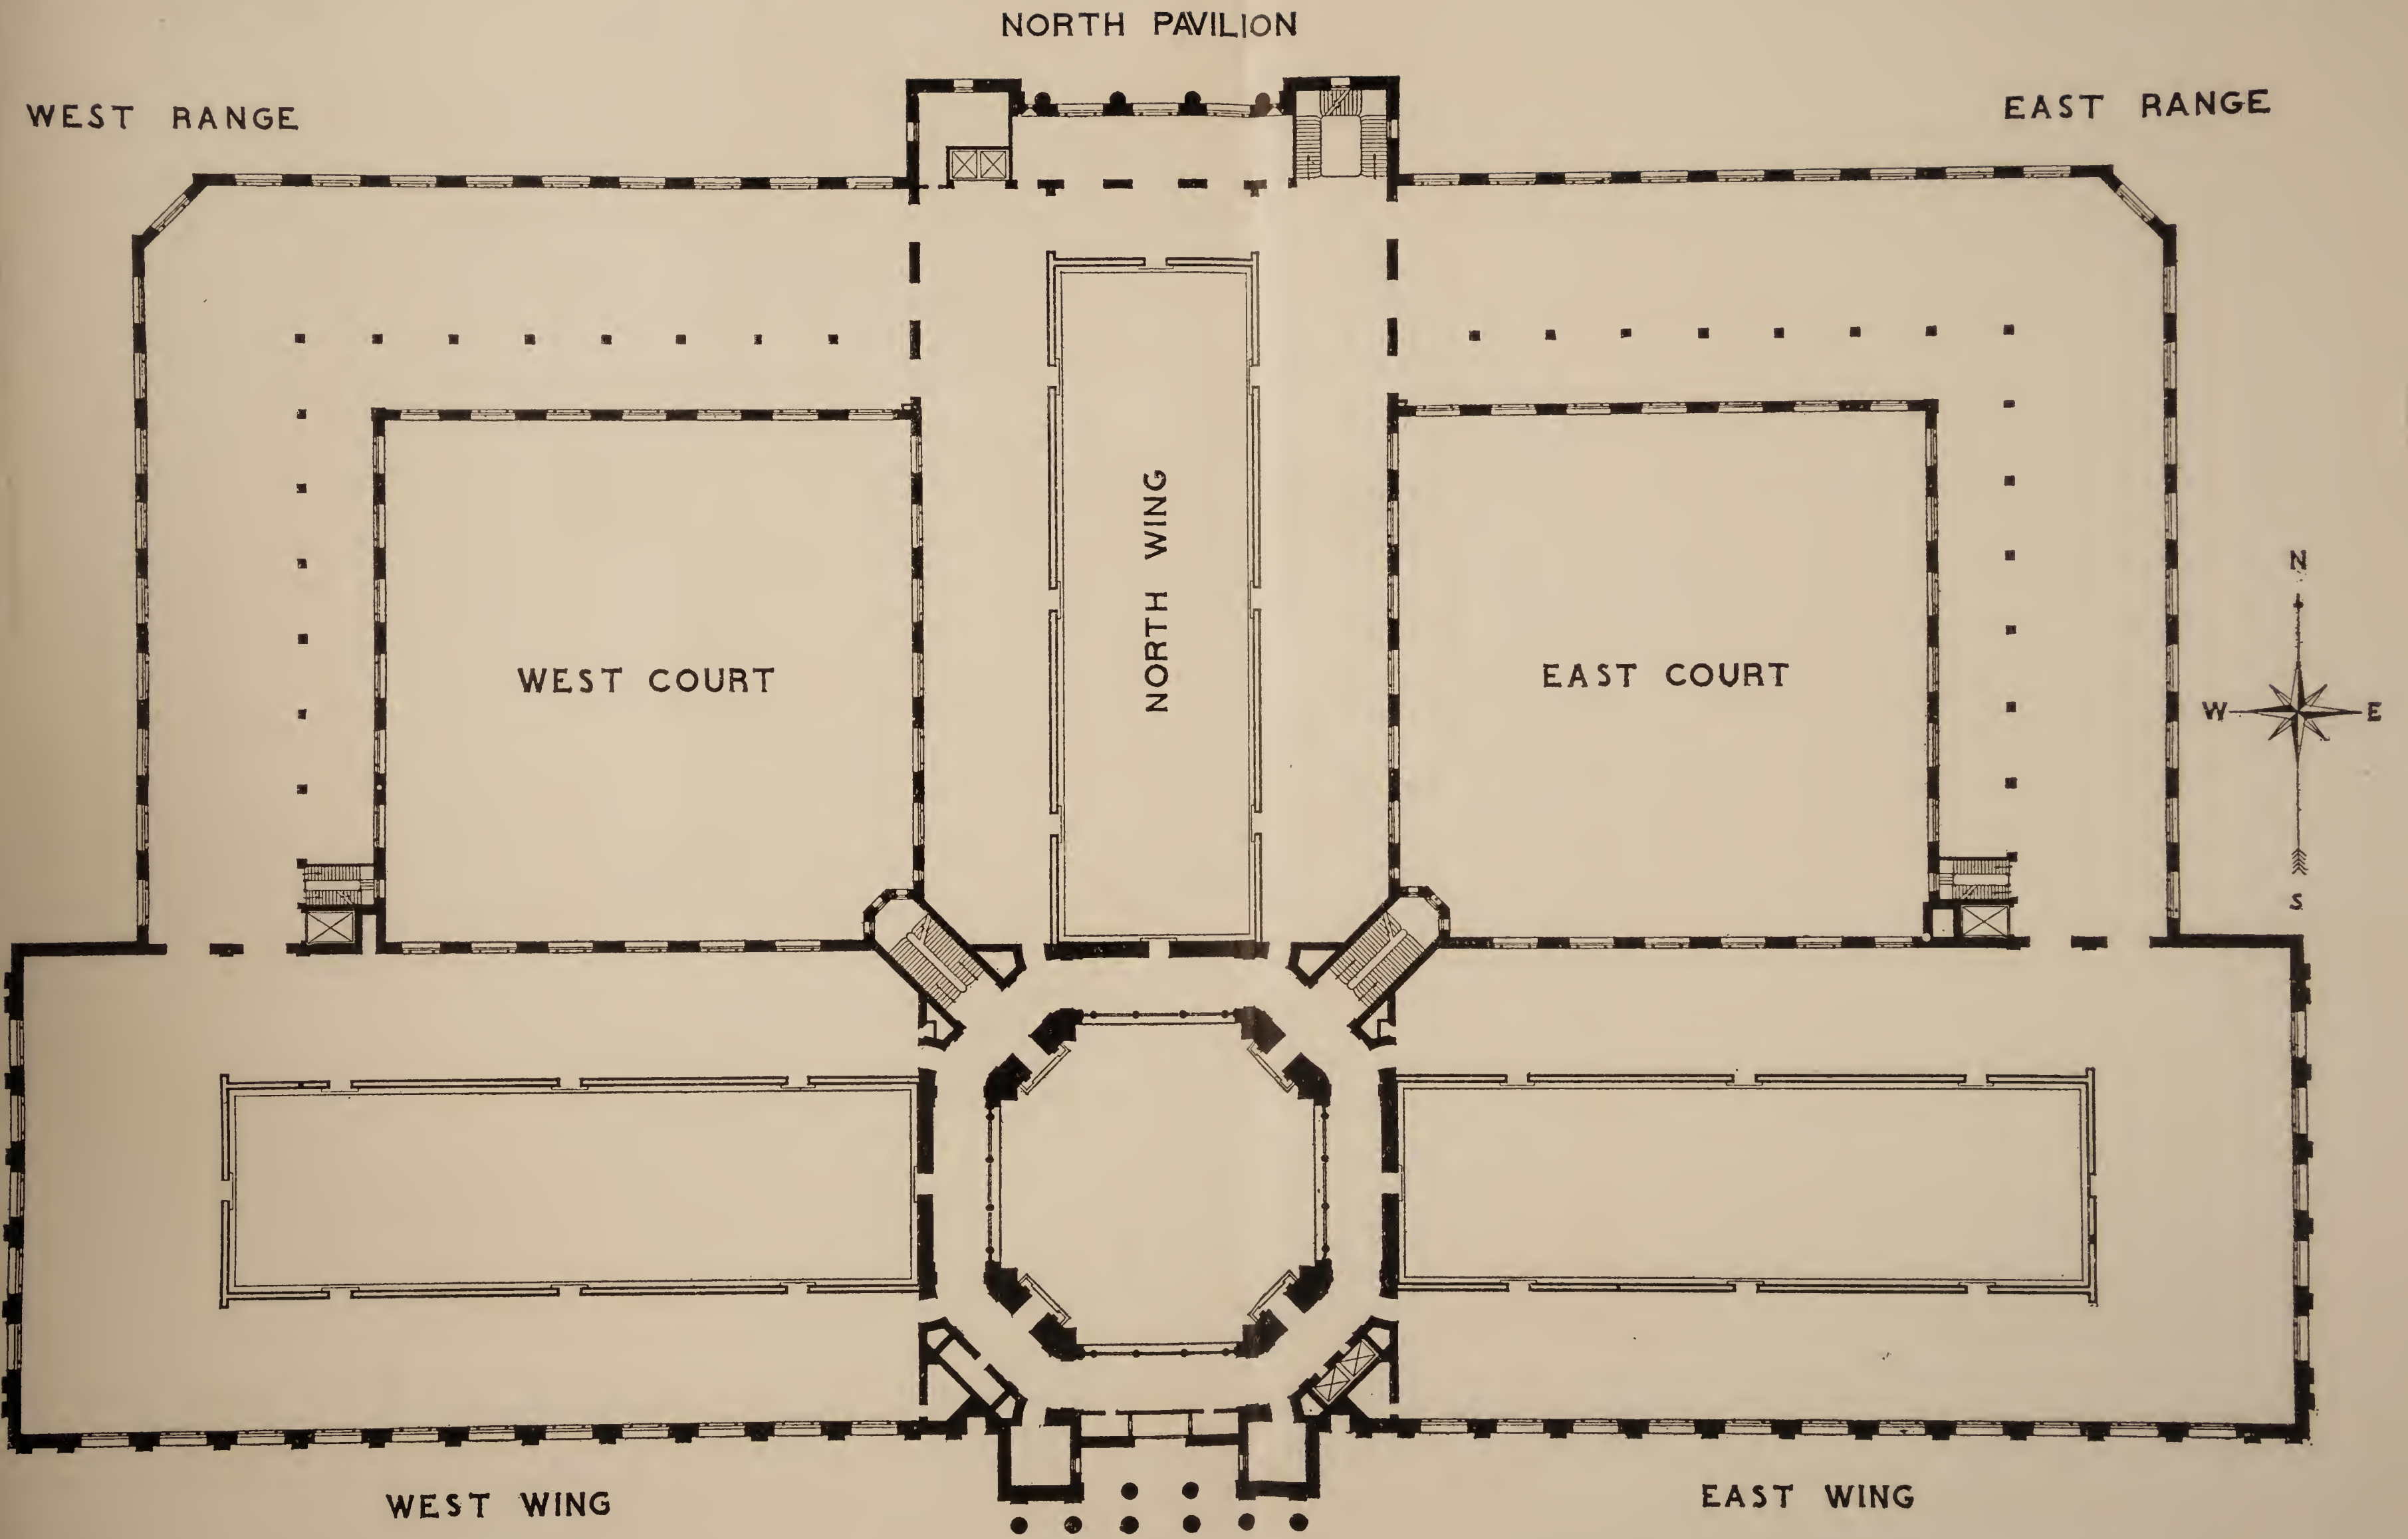 NORTH PAVILION
WEST RANGE
EAST RANGE
NORTH WING
WEST COURT
EAST COURT
N
W
E
S
WEST WING
EAST WING